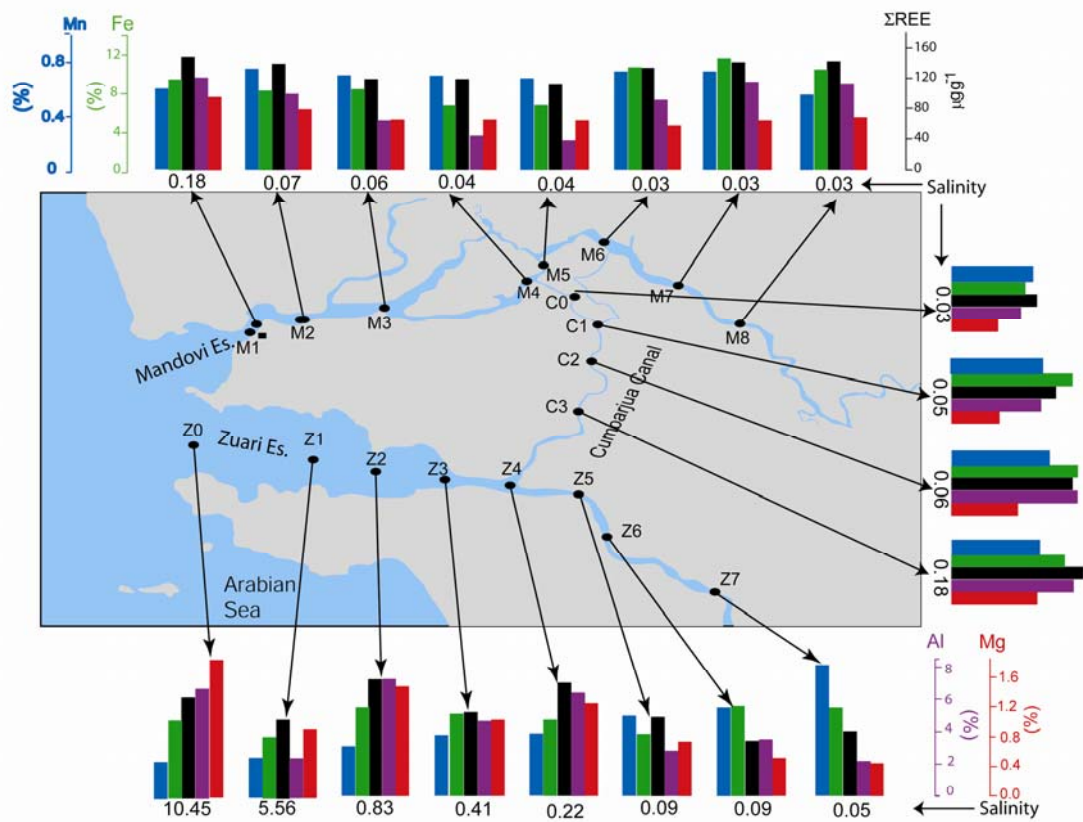 Mn Fe ΣREE
(%) (%) µgg⁻¹
0.8
0.4
0
12
8
4
0
160
120
80
40
0
0.18 0.07 0.06 0.04 0.04 0.03 0.03 0.03 Salinity
M1 M2 M3 M4 M5 M6 M7 M8
C0
C1
C2
C3
Mandovi Es.
Cumbarjua Canal
Zuari Es.
Z0 Z1 Z2 Z3 Z4 Z5
Z6
Z7
Arabian
Sea
0.03
0.05
0.06
0.18
Al Mg
(%) (%)
8
6
4
2
0
1.6
1.2
0.8
0.4
0.0
10.45 5.56 0.83 0.41 0.22 0.09 0.09 0.05 Salinity